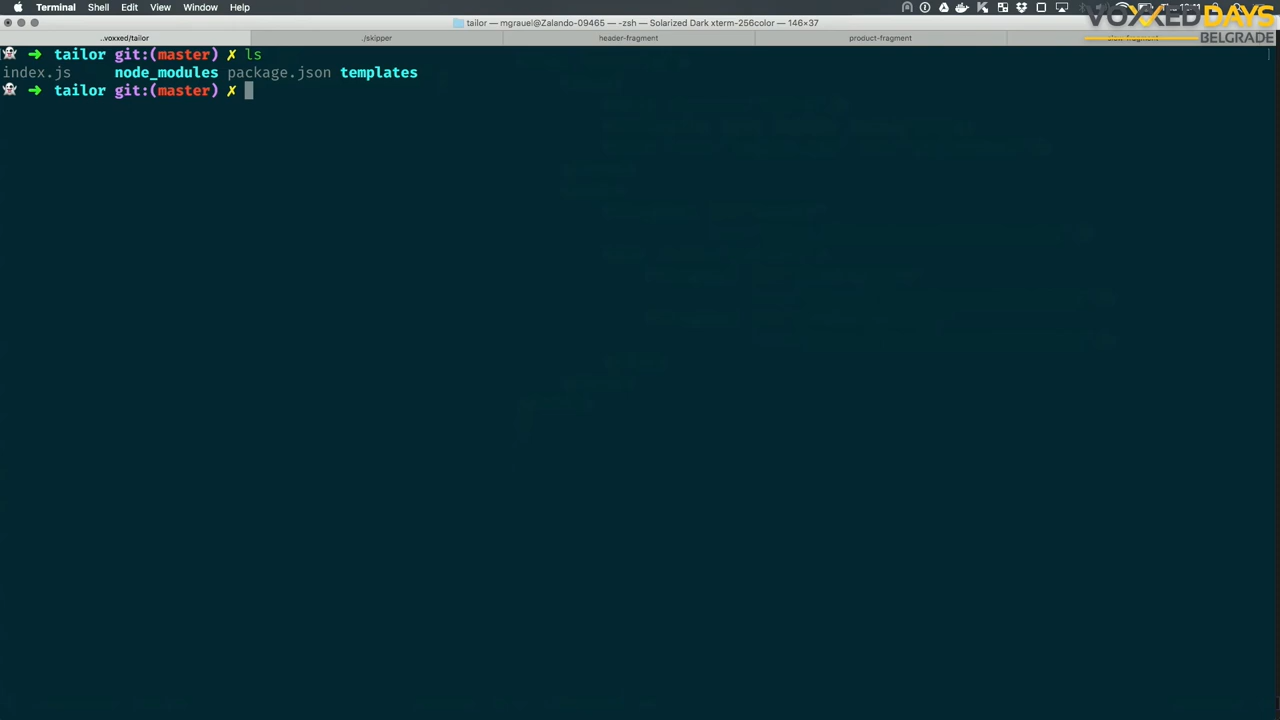 Terminal Shell Edit View Window Help
VOXXED DAYS
BELGRADE
tailor — mgrauel@Zalando-09465 — -zsh — Solarized Dark xterm-256color — 146×37
..voxxed/tailor ./skipper header-fragment product-fragment slow-fragment
➜ tailor git:(master) ✗ ls
index.js node_modules package.json templates
➜ tailor git:(master) ✗